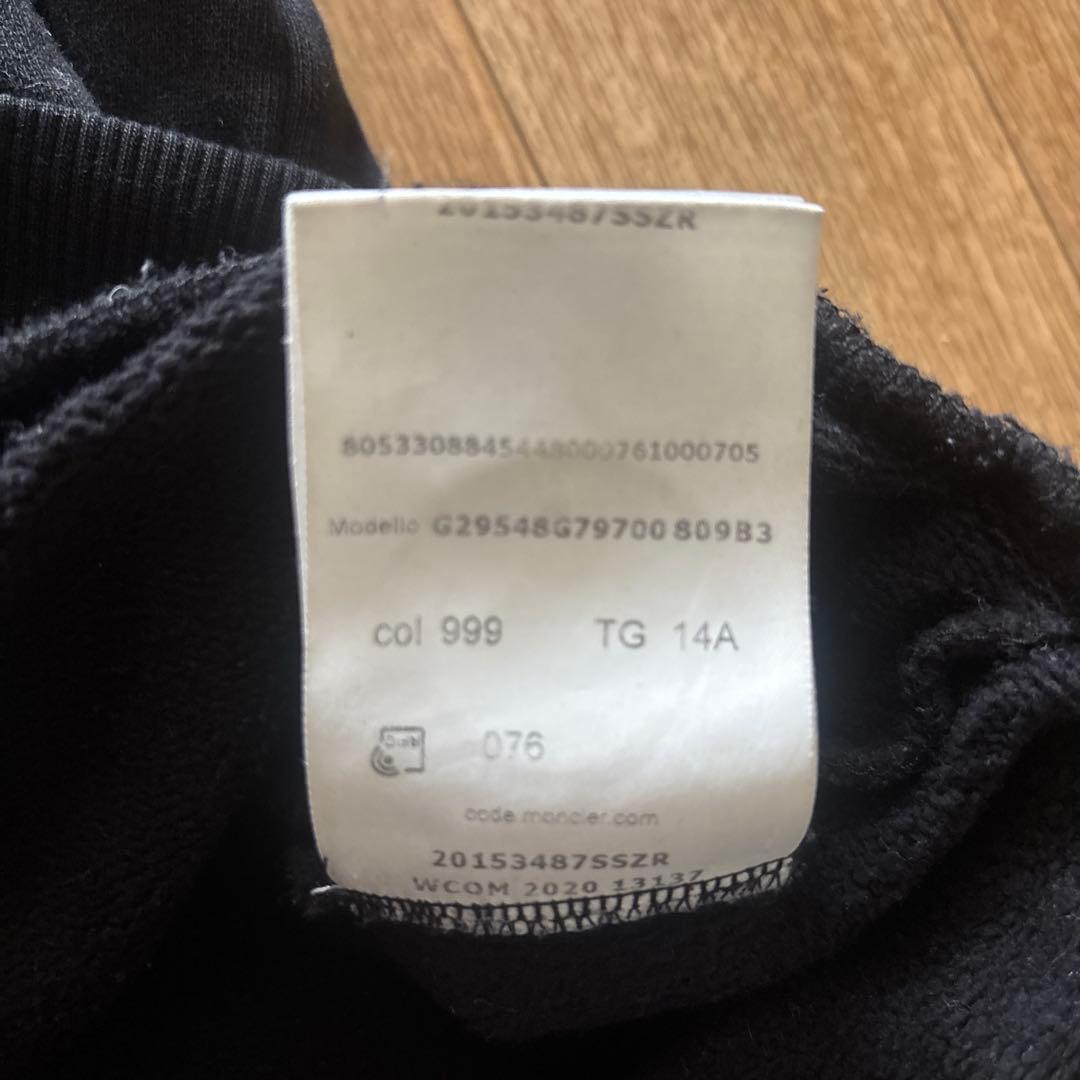 20153487SSZR
8053308845448000761000705
Modello G29548G79700 809B3
col 999 TG 14A
076
code.moncler.com
20153487SSZR
WCOM 2020 13137